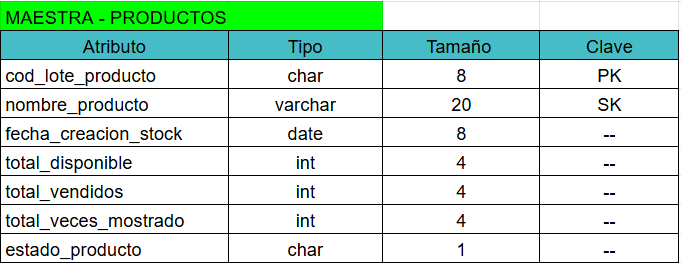 MAESTRA - PRODUCTOS
Atributo Tipo Tamaño Clave
cod_lote_producto char 8 PK
nombre_producto varchar 20 SK
fecha_creacion_stock date 8 --
total_disponible int 4 --
total_vendidos int 4 --
total_veces_mostrado int 4 --
estado_producto char 1 --